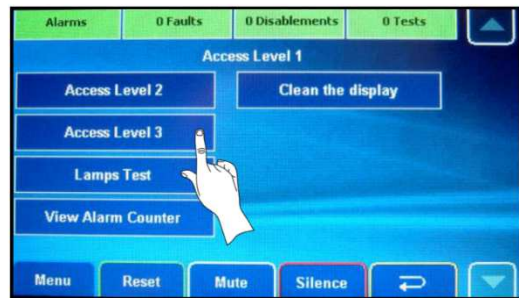 Alarms 0 Faults 0 Disablements 0 Tests
Access Level 1
Access Level 2 Clean the display
Access Level 3
Lamps Test
View Alarm Counter
Menu Reset Mute Silence